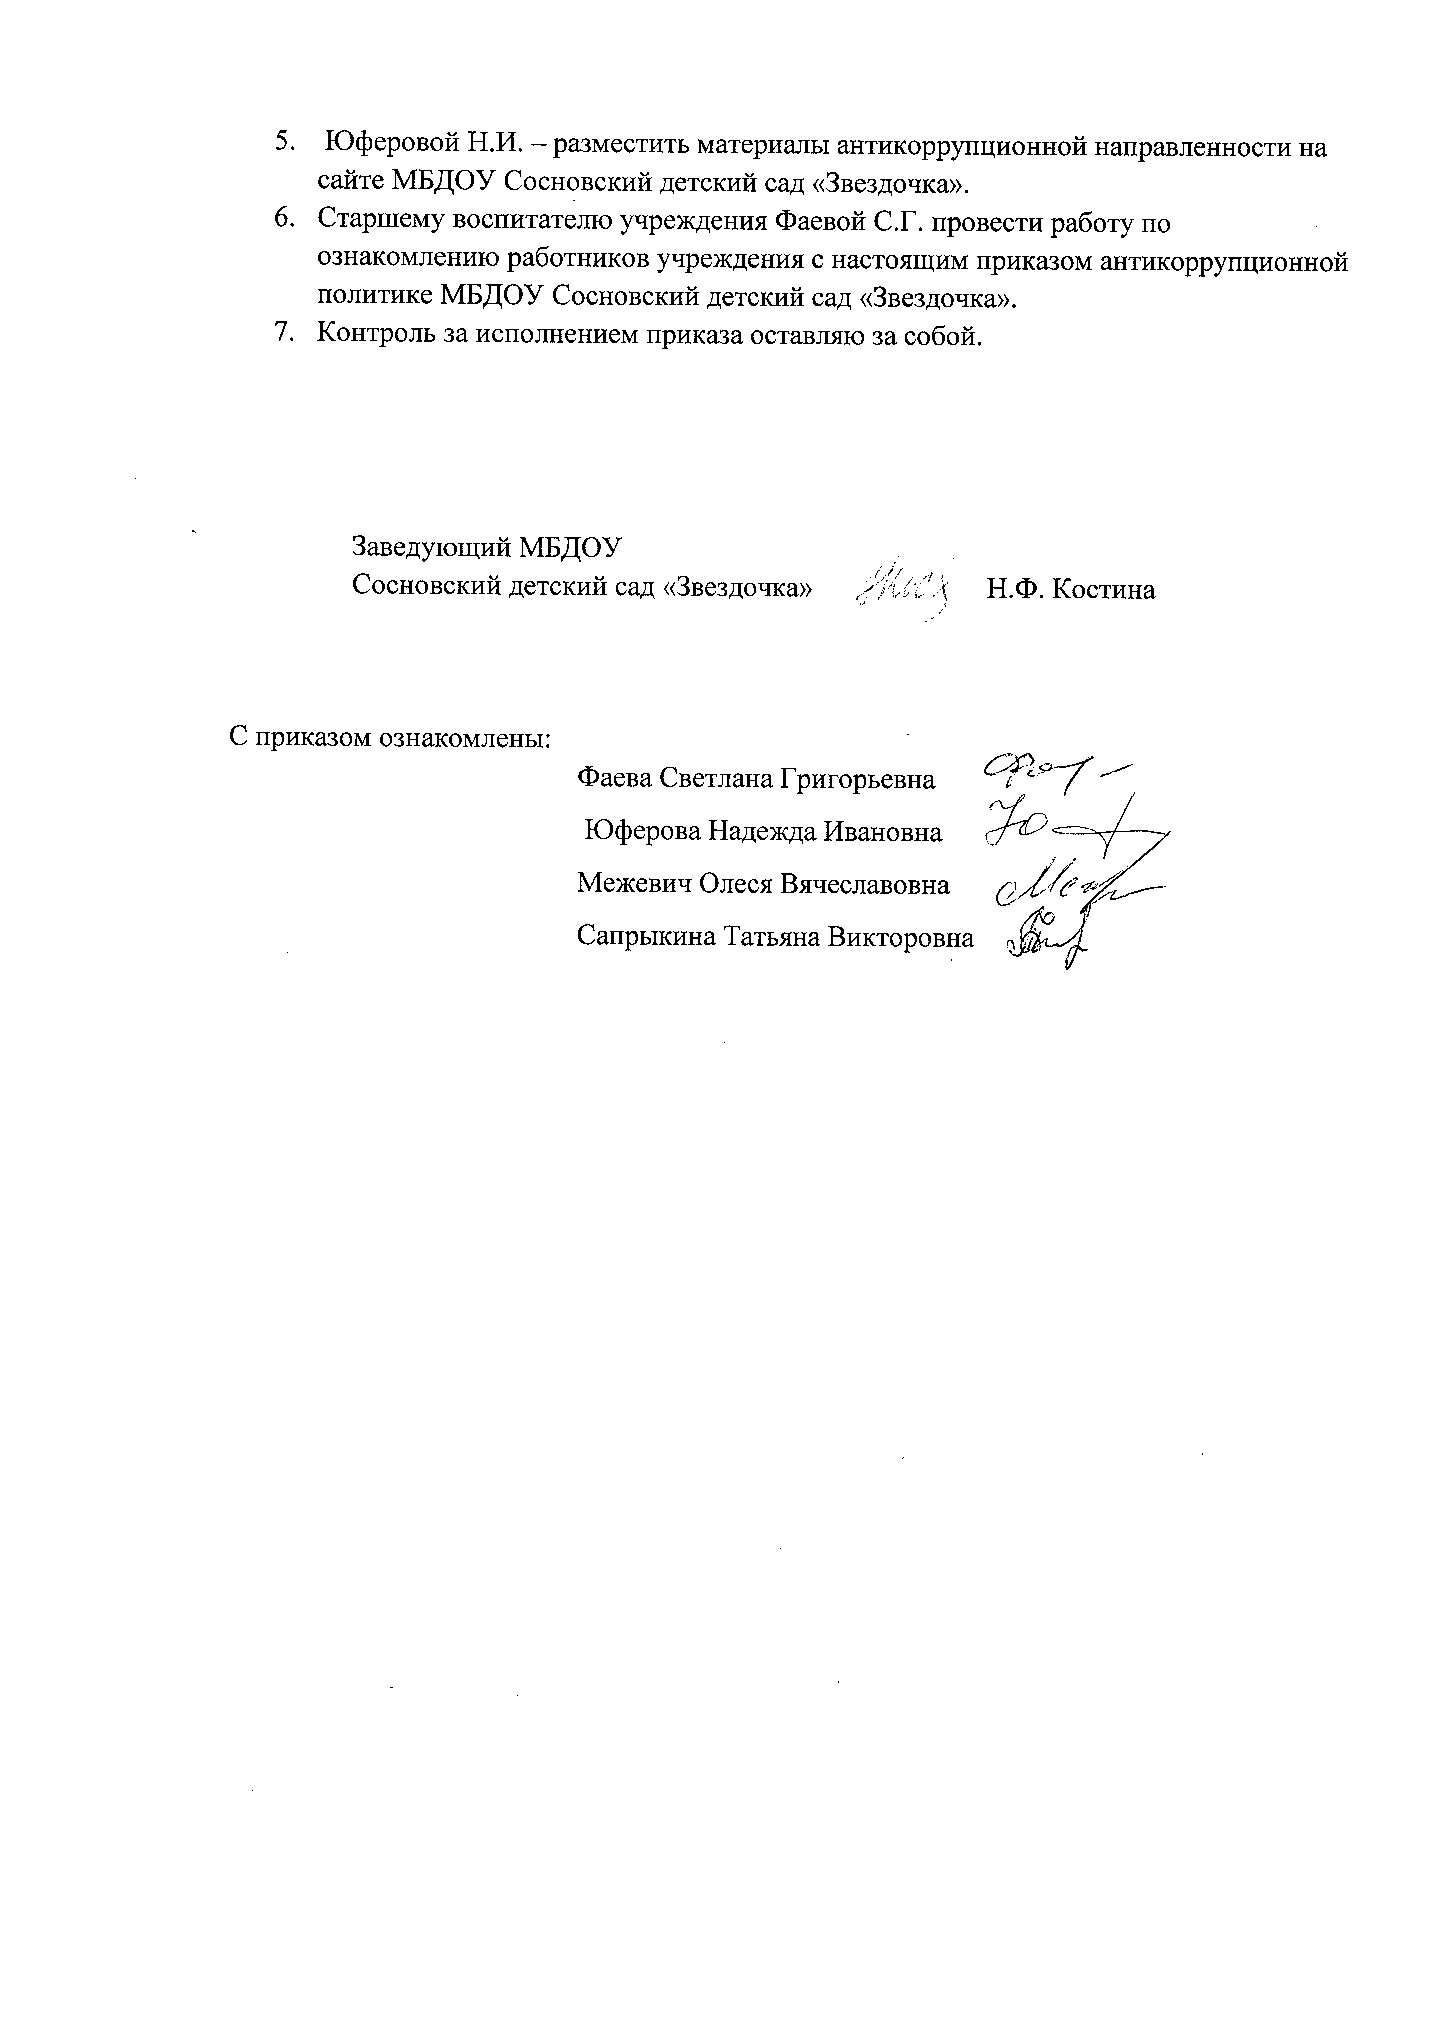 5. Юферовой Н.И. – разместить материалы антикоррупционной направленности на
сайте МБДОУ Сосновский детский сад «Звездочка».
6. Старшему воспитателю учреждения Фаевой С.Г. провести работу по
ознакомлению работников учреждения с настоящим приказом антикоррупционной
политике МБДОУ Сосновский детский сад «Звездочка».
7. Контроль за исполнением приказа оставляю за собой.
Заведующий МБДОУ
Сосновский детский сад «Звездочка» Н.Ф. Костина
С приказом ознакомлены:
Фаева Светлана Григорьевна
Юферова Надежда Ивановна
Межевич Олеся Вячеславовна
Сапрыкина Татьяна Викторовна